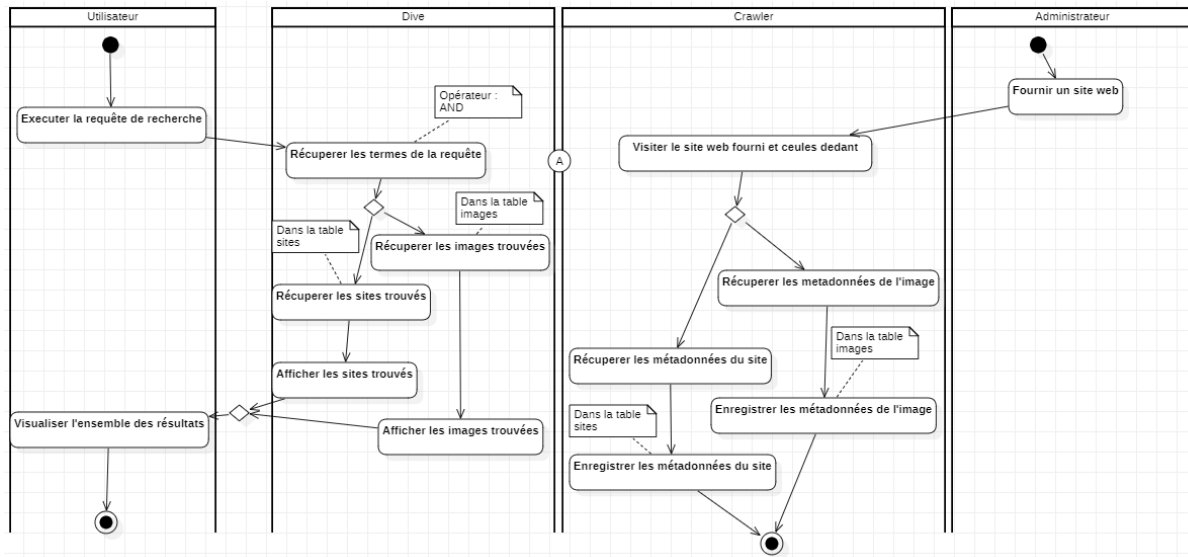 Utilisateur
Dive
Crawler
Administrateur
Executer la requête de recherche
Opérateur :
AND
Récuperer les termes de la requête
A
Dans la table
images
Dans la table
sites
Récuperer les images trouvées
Récuperer les sites trouvés
Afficher les sites trouvés
Afficher les images trouvées
Visualiser l'ensemble des résultats
Fournir un site web
Visiter le site web fourni et ceules dedant
Récuperer les metadonnées de l'image
Récuperer les métadonnées du site
Dans la table
images
Enregistrer les métadonnées de l'image
Dans la table
sites
Enregistrer les métadonnées du site